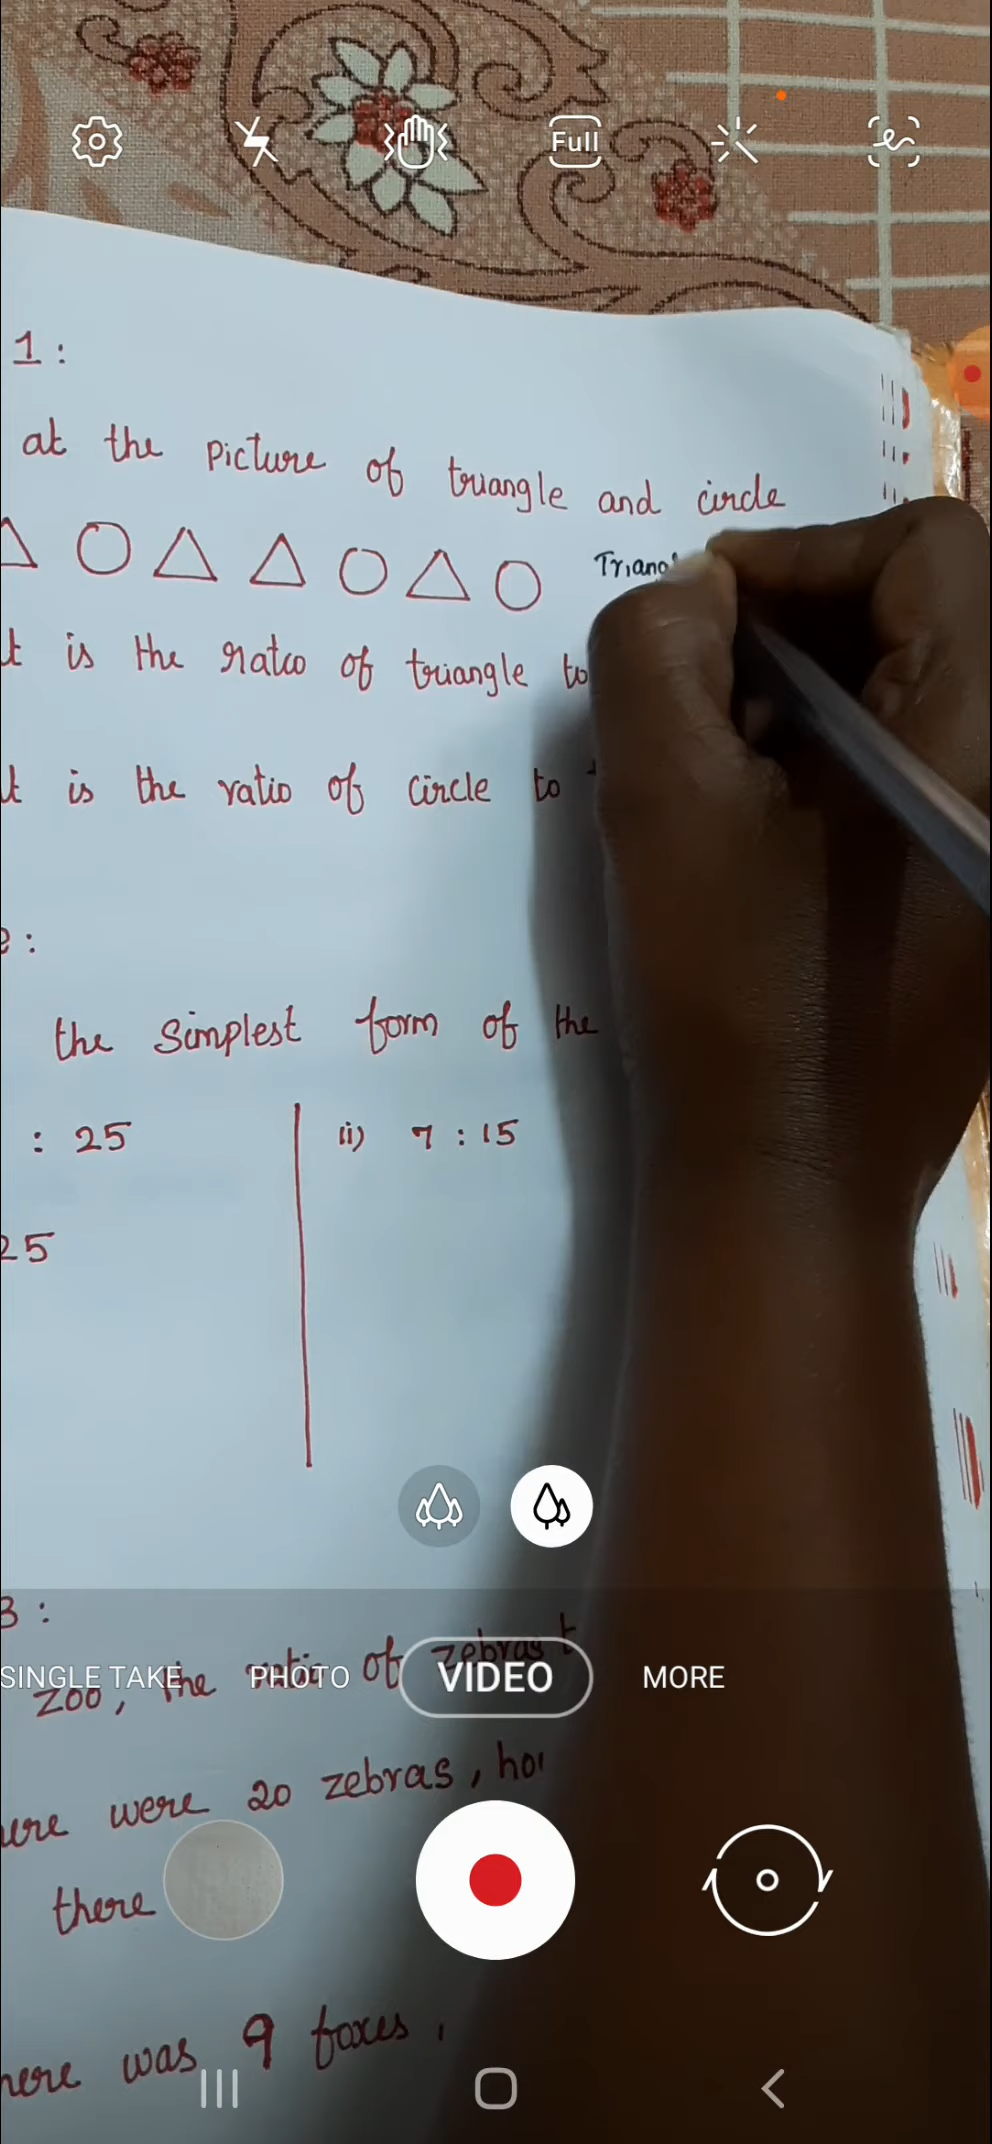 Full
1 :
at the picture of triangle and circle
is the ratio of triangle to
is the ratio of circle to
:
the simplest form of the
: 25
(ii) 7 : 15
25
3 :
zoo, the ratio of zebras
SINGLE TAKE PHOTO VIDEO MORE
were 20 zebras,
there
was 9 foxes,